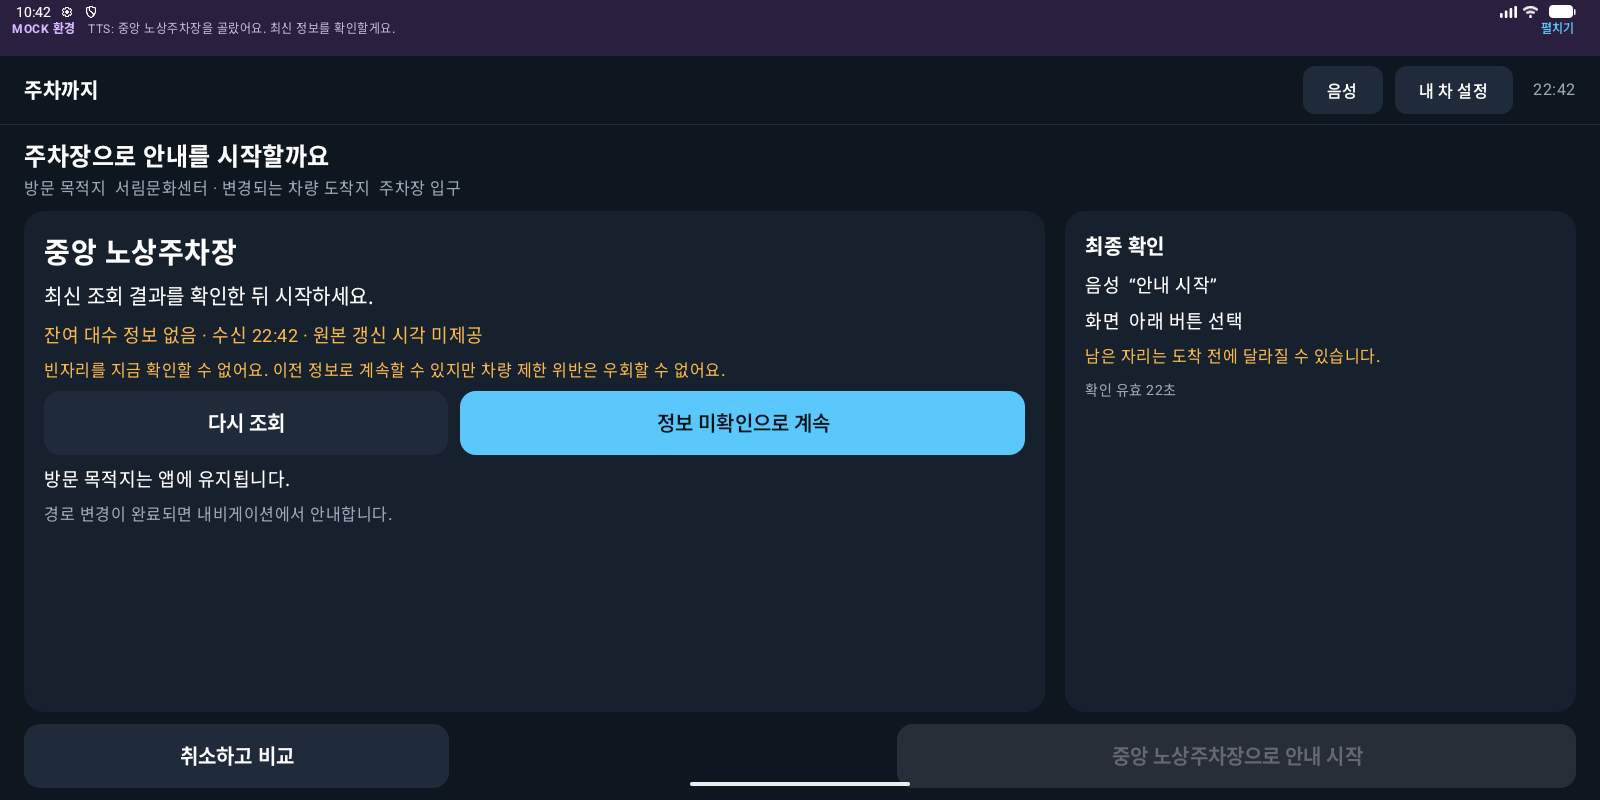 10:42
MOCK 환경 TTS: 중앙 노상주차장을 골랐어요. 최신 정보를 확인할게요. 펼치기
주차까지 음성 내 차 설정 22:42
주차장으로 안내를 시작할까요
방문 목적지 서림문화센터 · 변경되는 차량 도착지 주차장 입구
중앙 노상주차장
최신 조회 결과를 확인한 뒤 시작하세요.
잔여 대수 정보 없음 · 수신 22:42 · 원본 갱신 시각 미제공
빈자리를 지금 확인할 수 없어요. 이전 정보로 계속할 수 있지만 차량 제한 위반은 우회할 수 없어요.
다시 조회 정보 미확인으로 계속
방문 목적지는 앱에 유지됩니다.
경로 변경이 완료되면 내비게이션에서 안내합니다.
최종 확인
음성 “안내 시작”
화면 아래 버튼 선택
남은 자리는 도착 전에 달라질 수 있습니다.
확인 유효 22초
취소하고 비교 중앙 노상주차장으로 안내 시작